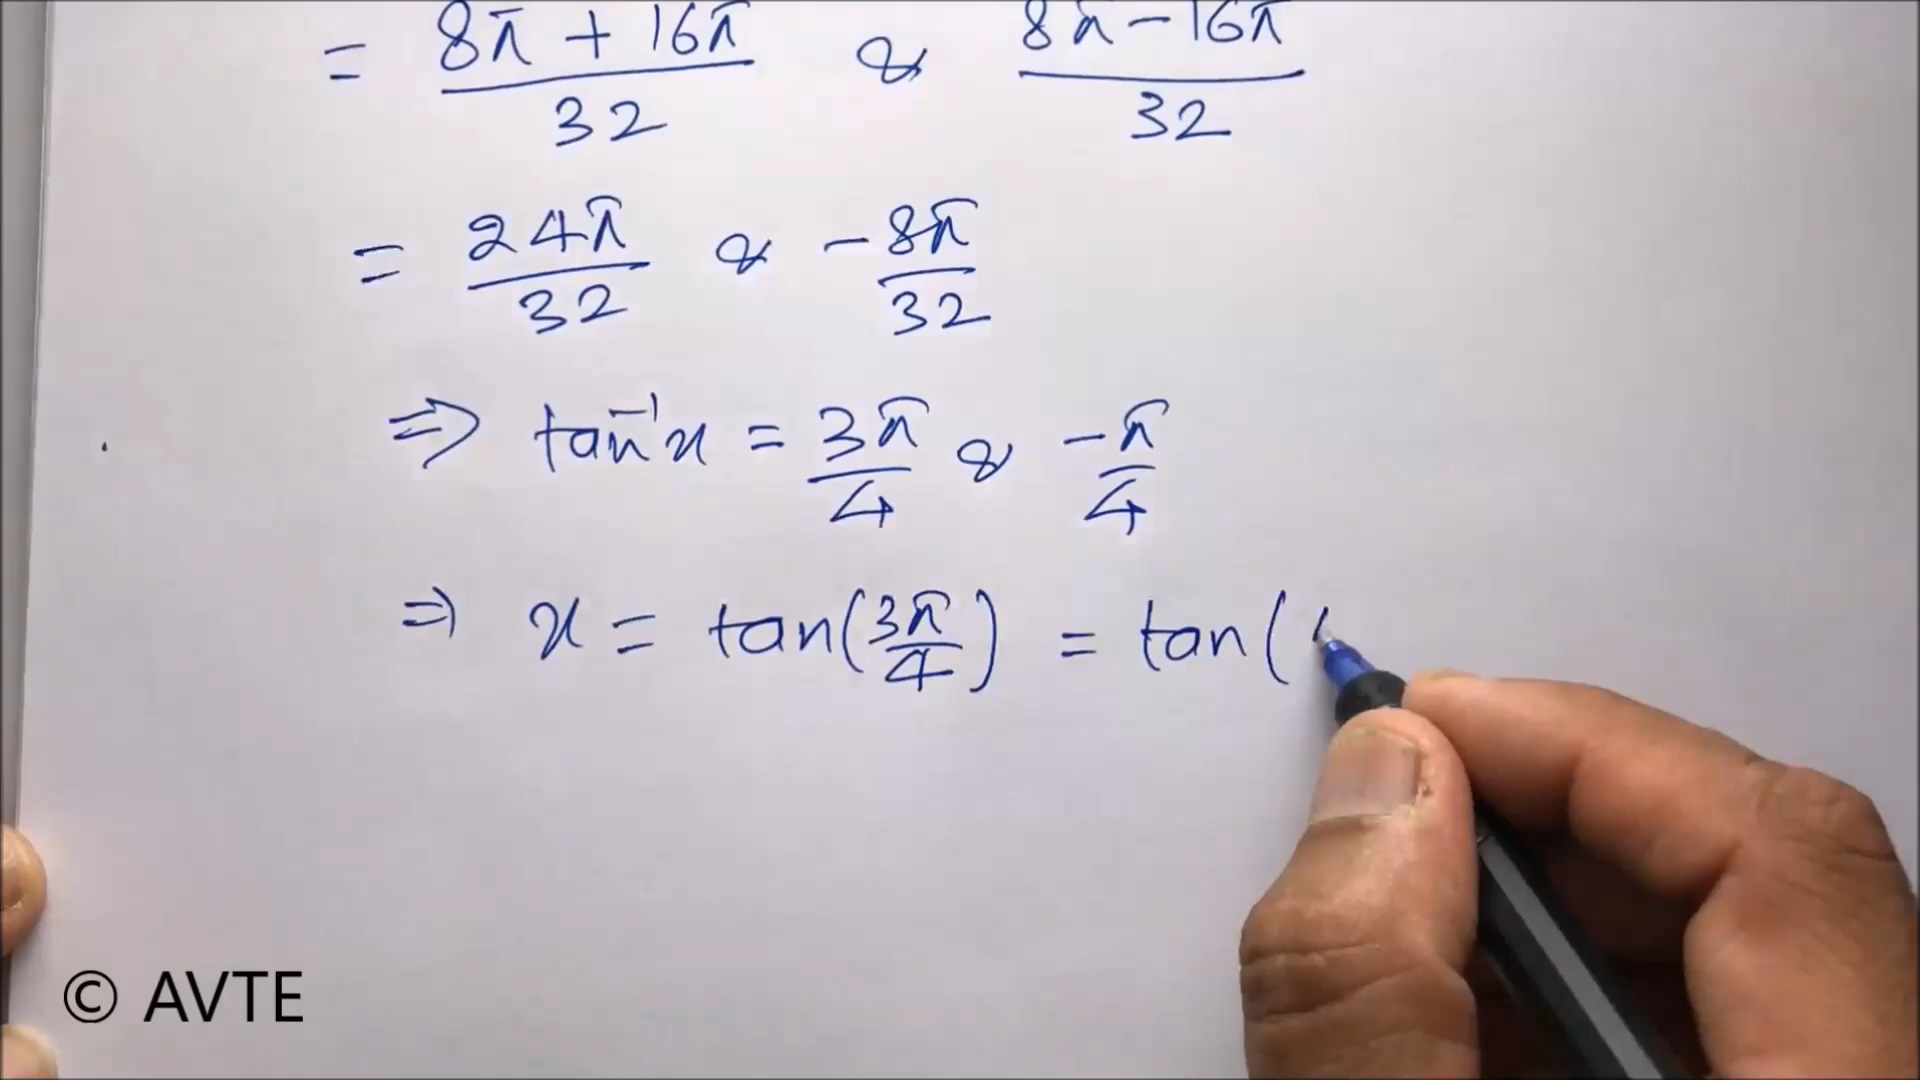 = 8π + 16π / 32 & 8π - 16π / 32
= 24π / 32 & - 8π / 32
⇒ tan⁻¹x = 3π / 4 & -π / 4
⇒ x = tan(3π / 4) = tan(
© AVTE